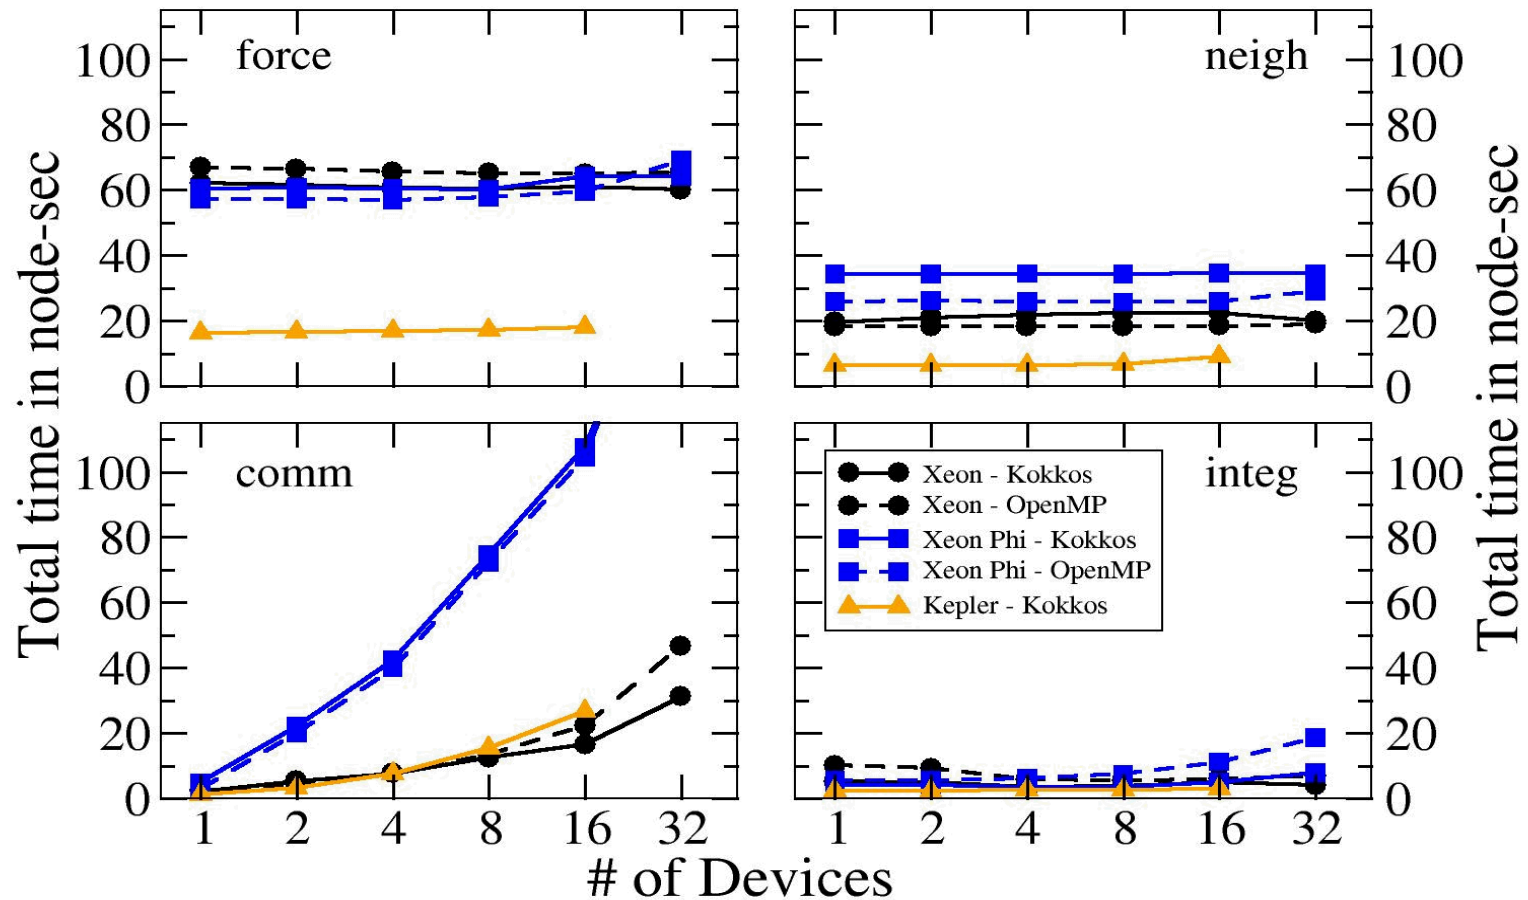 force
neigh
100
80
60
40
20
0
100
80
60
40
20
0
comm
integ
100
80
60
40
20
0
100
80
60
40
20
0
Xeon - Kokkos
Xeon - OpenMP
Xeon Phi - Kokkos
Xeon Phi - OpenMP
Kepler - Kokkos
1 2 4 8 16 32
1 2 4 8 16 32
# of Devices
Total time in node-sec
Total time in node-sec